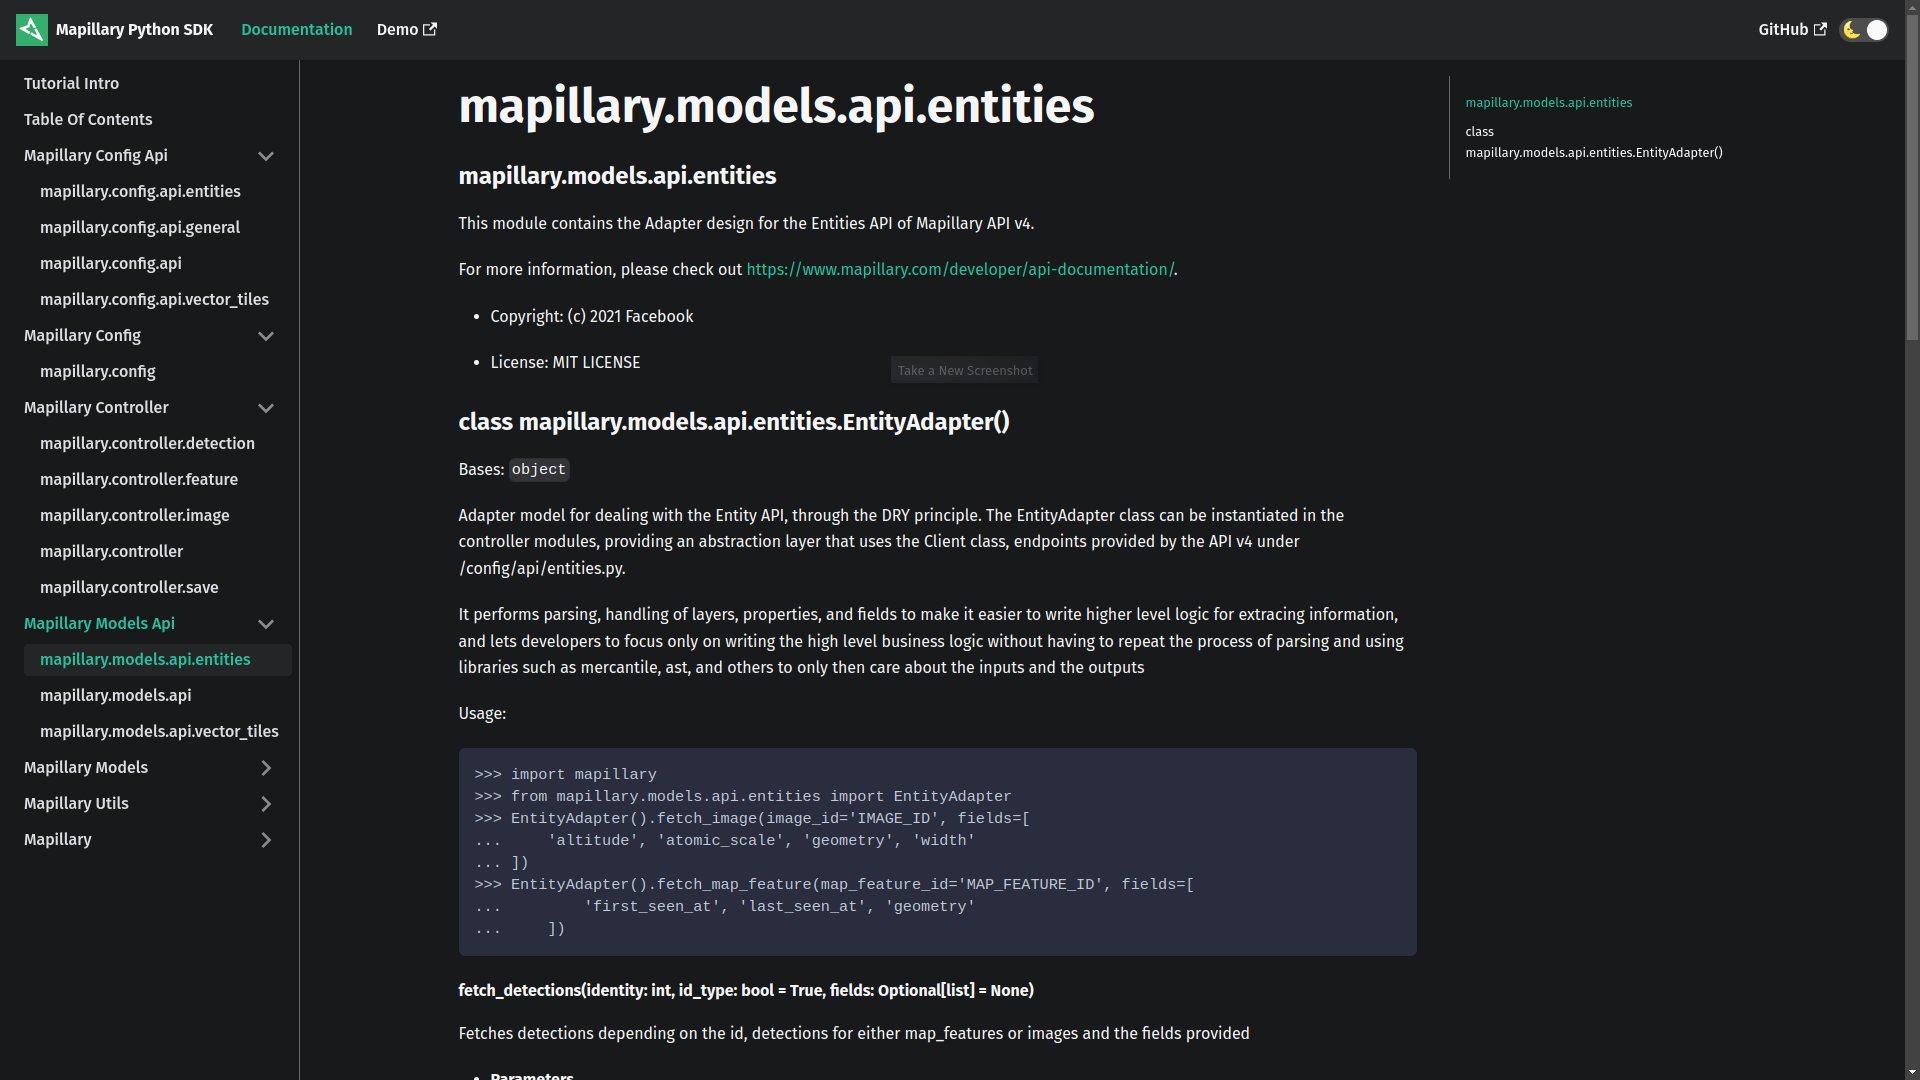 Mapillary Python SDK
Documentation
Demo
GitHub
Tutorial Intro
Table Of Contents
Mapillary Config Api
mapillary.config.api.entities
mapillary.config.api.general
mapillary.config.api
mapillary.config.api.vector_tiles
Mapillary Config
mapillary.config
Mapillary Controller
mapillary.controller.detection
mapillary.controller.feature
mapillary.controller.image
mapillary.controller
mapillary.controller.save
Mapillary Models Api
mapillary.models.api.entities
mapillary.models.api
mapillary.models.api.vector_tiles
Mapillary Models
Mapillary Utils
Mapillary
mapillary.models.api.entities
mapillary.models.api.entities
This module contains the Adapter design for the Entities API of Mapillary API v4.
For more information, please check out https://www.mapillary.com/developer/api-documentation/.
• Copyright: (c) 2021 Facebook
• License: MIT LICENSE
Take a New Screenshot
class mapillary.models.api.entities.EntityAdapter()
Bases: object
Adapter model for dealing with the Entity API, through the DRY principle. The EntityAdapter class can be instantiated in the
controller modules, providing an abstraction layer that uses the Client class, endpoints provided by the API v4 under
/config/api/entities.py.
It performs parsing, handling of layers, properties, and fields to make it easier to write higher level logic for extracing information,
and lets developers to focus only on writing the high level business logic without having to repeat the process of parsing and using
libraries such as mercantile, ast, and others to only then care about the inputs and the outputs
Usage:
>>> import mapillary
>>> from mapillary.models.api.entities import EntityAdapter
>>> EntityAdapter().fetch_image(image_id='IMAGE_ID', fields=[
...     'altitude', 'atomic_scale', 'geometry', 'width'
... ])
>>> EntityAdapter().fetch_map_feature(map_feature_id='MAP_FEATURE_ID', fields=[
...         'first_seen_at', 'last_seen_at', 'geometry'
...     ])
fetch_detections(identity: int, id_type: bool = True, fields: Optional[list] = None)
Fetches detections depending on the id, detections for either map_features or images and the fields provided
• Parameters
mapillary.models.api.entities
class
mapillary.models.api.entities.EntityAdapter()